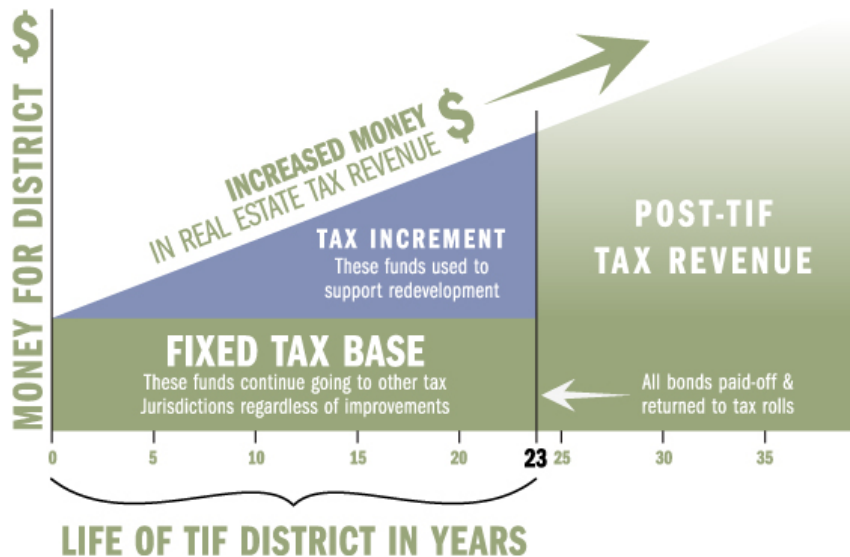 MONEY FOR DISTRICT $
INCREASED MONEY $
IN REAL ESTATE TAX REVENUE
TAX INCREMENT
These funds used to
support redevelopment
POST-TIF
TAX REVENUE
FIXED TAX BASE
These funds continue going to other tax
Jurisdictions regardless of improvements
All bonds paid-off &
returned to tax rolls
0 5 10 15 20 23 25 30 35
LIFE OF TIF DISTRICT IN YEARS